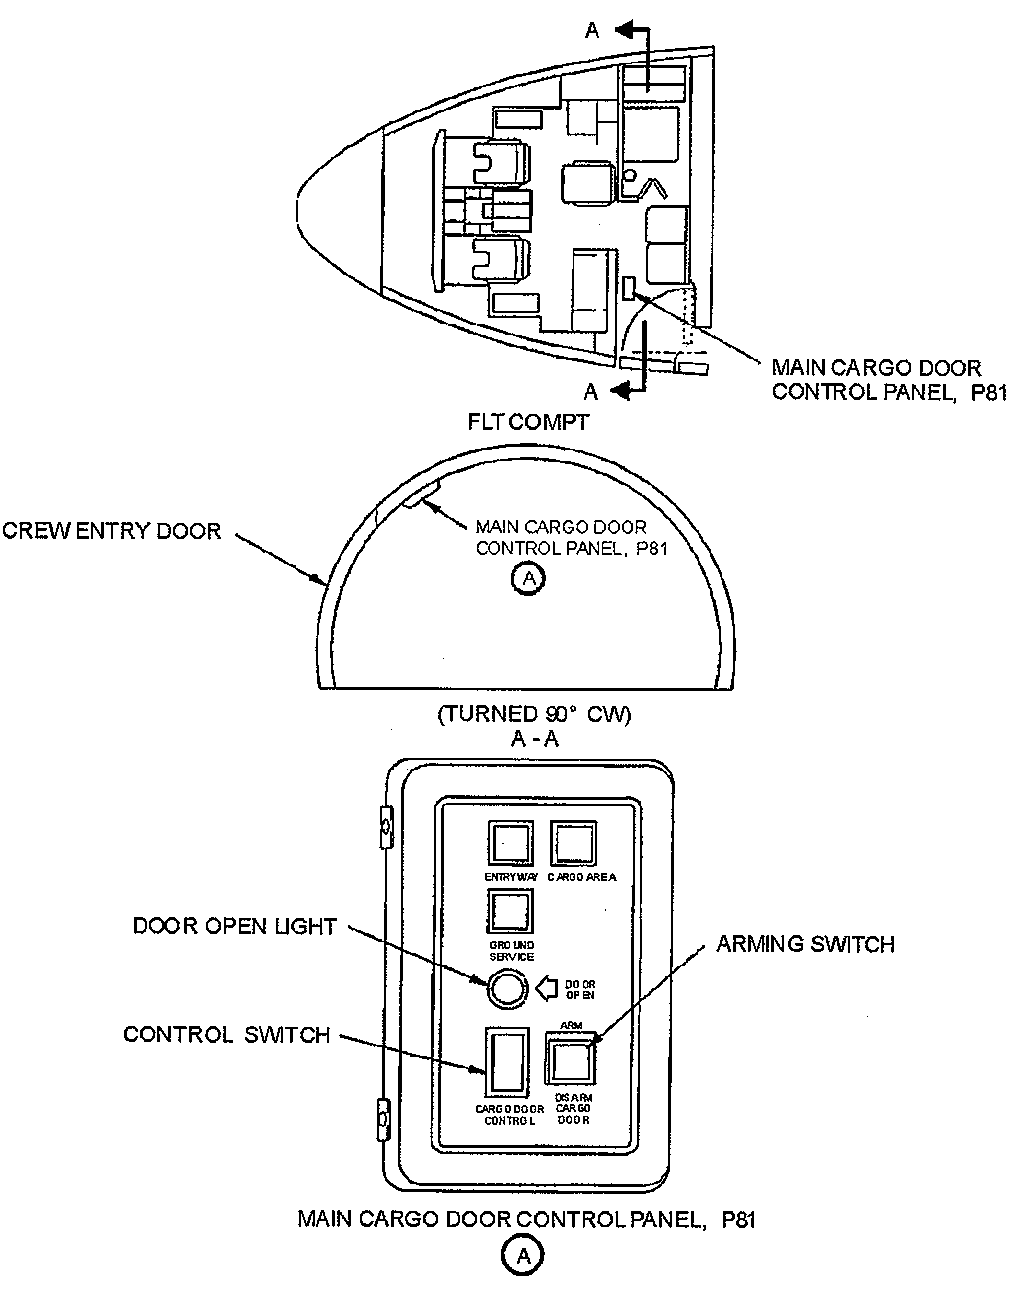 A
MAIN CARGO DOOR
CONTROL PANEL, P81
A
FLT COMPT
CREW ENTRY DOOR
MAIN CARGO DOOR
CONTROL PANEL, P81
A
(TURNED 90° CW)
A - A
ENTRYWAY
CARGO AREA
DOOR OPEN LIGHT
GROUND
SERVICE
ARMING SWITCH
DOOR
OPEN
CONTROL SWITCH
ARM
CARGO DOOR
CONTROL
DISARM
CARGO
DOOR
MAIN CARGO DOOR CONTROL PANEL, P81
A